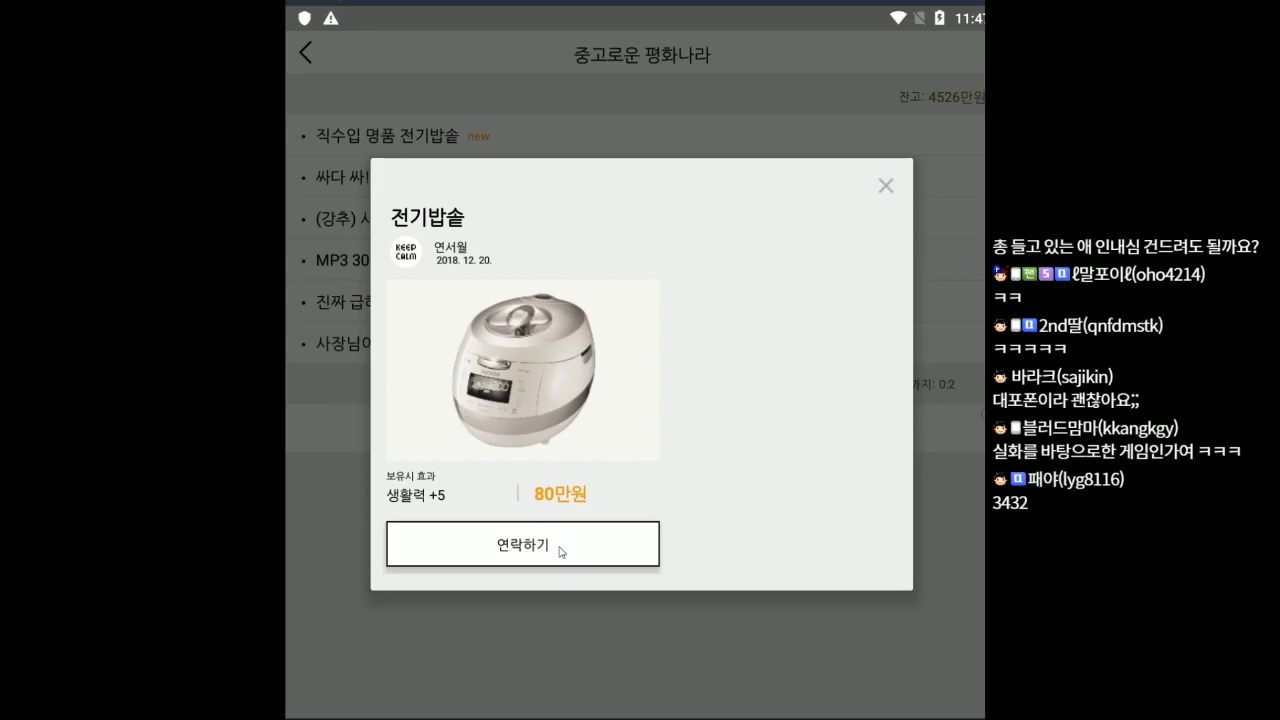 11:47
중고로운 평화나라
잔고: 4526만원
• 직수입 명품 전기밥솥 new
• 싸다 싸!
• (강추)
• MP3 30
• 진짜 급
• 사장님이
전기밥솥
KEEP
CALM
연서월
2018. 12. 20.
보유시 효과
생활력 +5
80만원
연락하기
까지: 0:2
총 들고 있는 애 인내심 건드려도 될까요?
팬 S ℓ말포이ℓ(oho4214)
ㅋㅋ
2nd딸(qnfdmstk)
ㅋㅋㅋㅋㅋ
바라크(sajikin)
대포폰이라 괜찮아요;;
블러드맘마(kkangkgy)
실화를 바탕으로한 게임인가여 ㅋㅋㅋ
패야(lyg8116)
3432